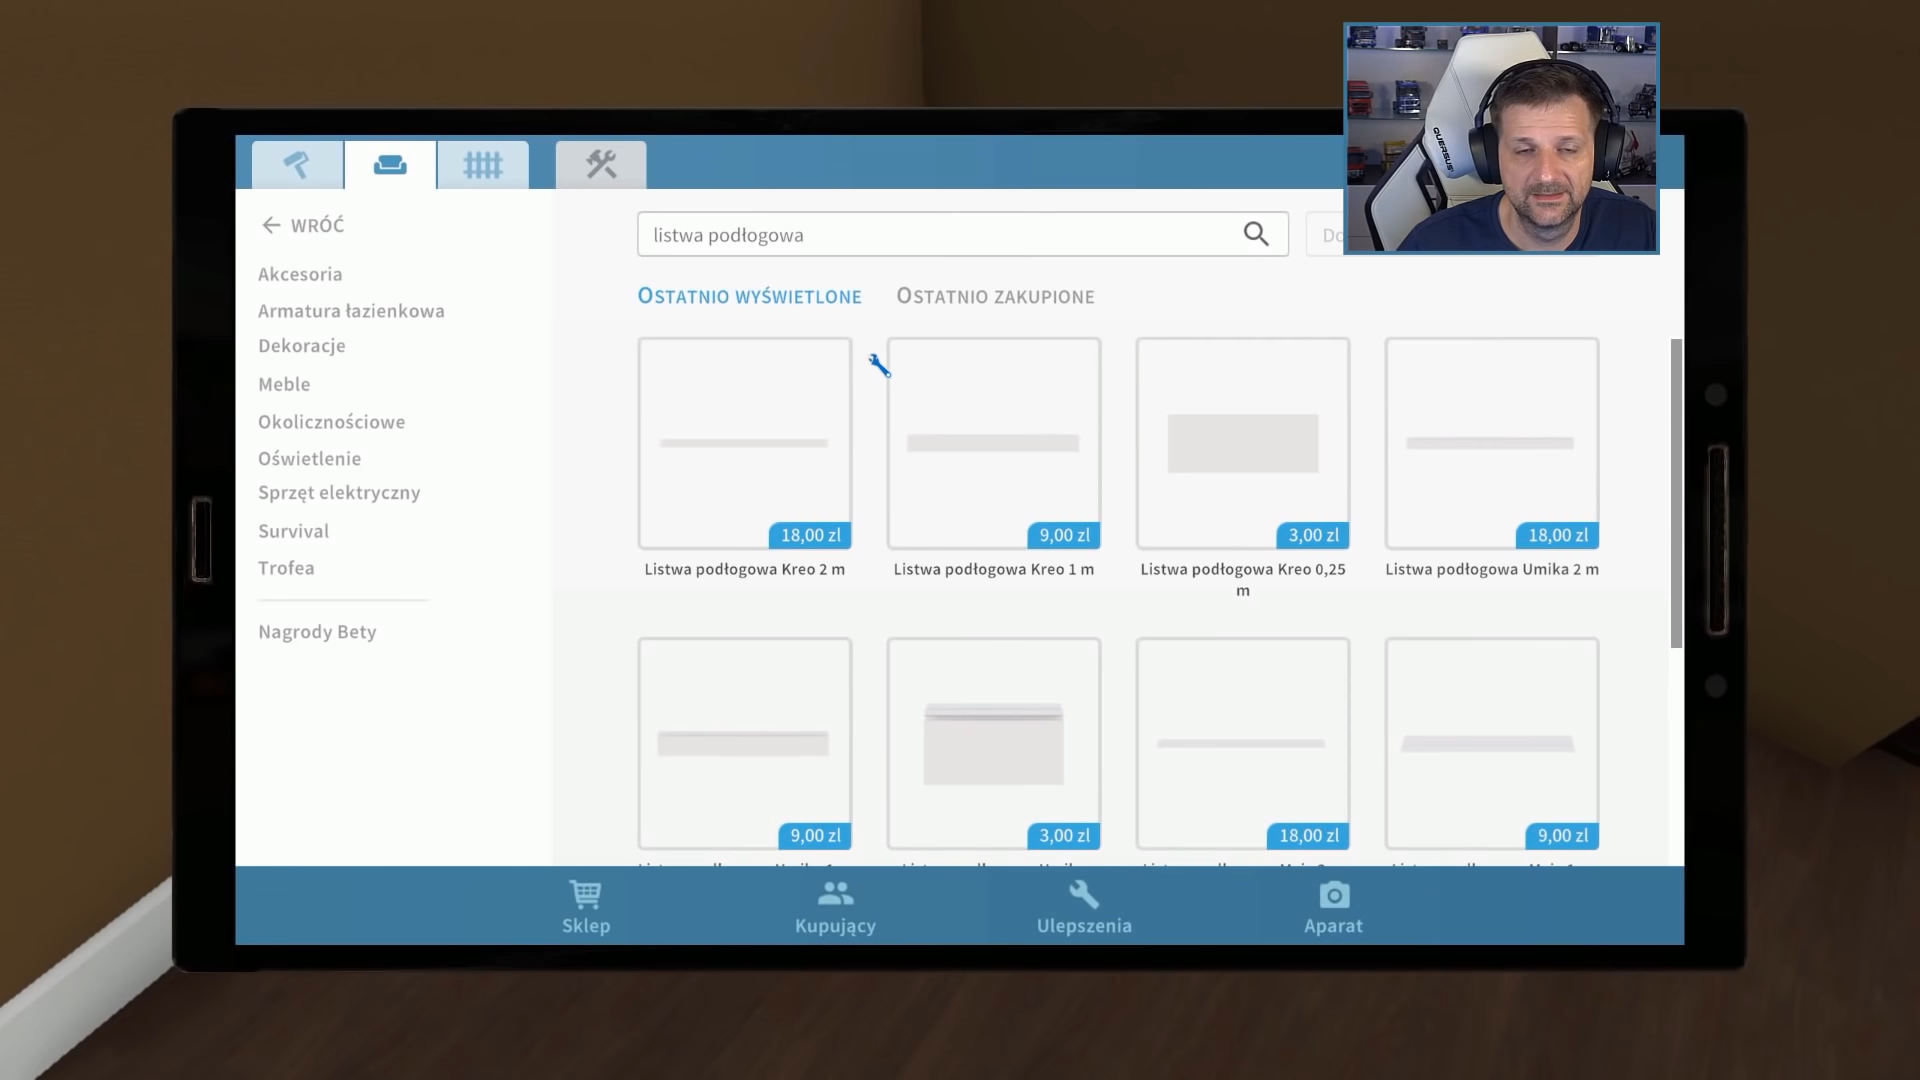 WRÓĆ
listwa podłogowa
Akcesoria
Armatura łazienkowa
Dekoracje
Meble
Okolicznościowe
Oświetlenie
Sprzęt elektryczny
Survival
Trofea
Nagrody Bety
OSTATNIO WYŚWIETLONE
OSTATNIO ZAKUPIONE
18,00 zl
9,00 zl
3,00 zl
18,00 zl
Listwa podłogowa Kreo 2 m
Listwa podłogowa Kreo 1 m
Listwa podłogowa Kreo 0,25
m
Listwa podłogowa Umika 2 m
9,00 zl
3,00 zl
18,00 zl
9,00 zl
Sklep
Kupujący
Ulepszenia
Aparat
QUERSUS